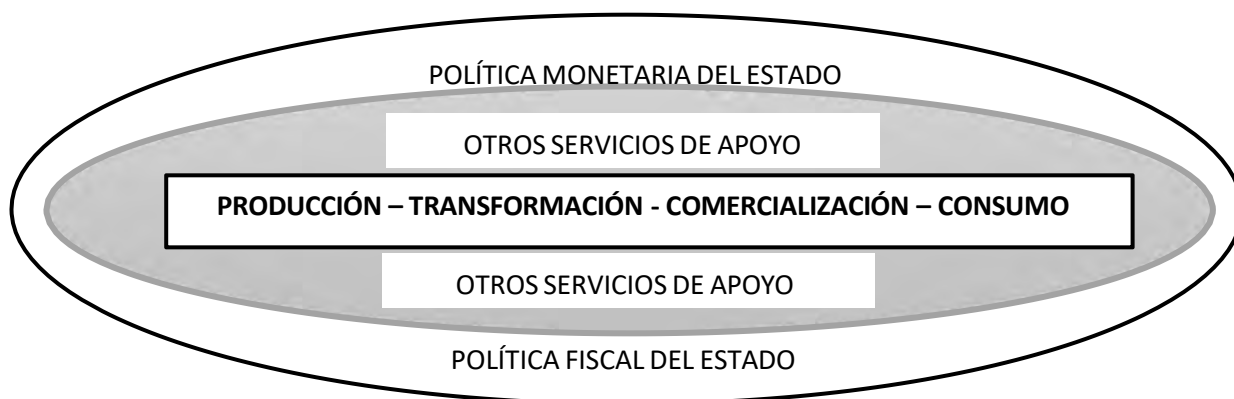 POLÍTICA MONETARIA DEL ESTADO
OTROS SERVICIOS DE APOYO
PRODUCCIÓN – TRANSFORMACIÓN - COMERCIALIZACIÓN – CONSUMO
OTROS SERVICIOS DE APOYO
POLÍTICA FISCAL DEL ESTADO